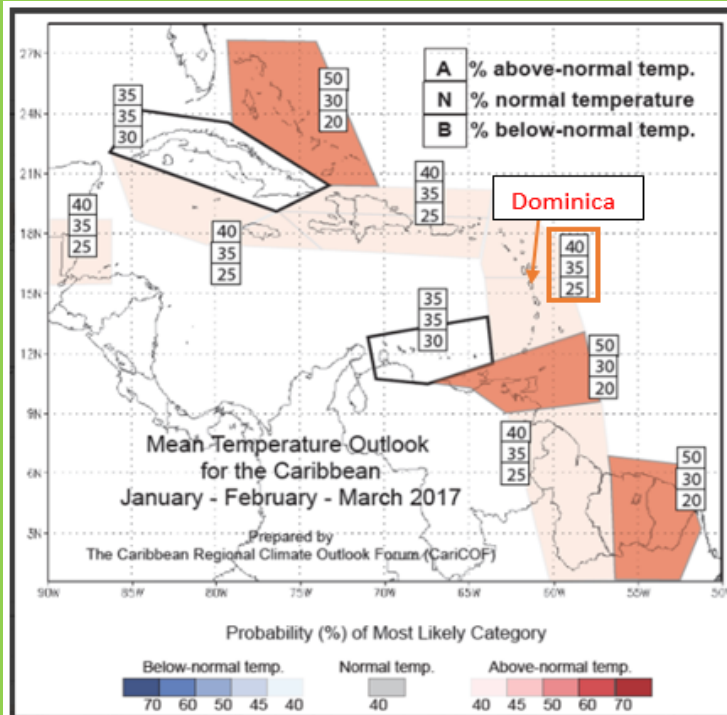 27N
24N
21N
18N
15N
12N
9N
6N
3N
A % above-normal temp.
N % normal temperature
B % below-normal temp.
35
35
30
50
30
20
40
35
25
Dominica
40
35
25
40
35
25
40
35
25
35
35
30
50
30
20
40
35
25
50
30
20
Mean Temperature Outlook
for the Caribbean
January - February - March 2017
Prepared by
The Caribbean Regional Climate Outlook Forum (CariCOF)
90W 85W 80W 75W 70W 65W 60W 55W 50W
Probability (%) of Most Likely Category
Below-normal temp. Normal temp. Above-normal temp.
70 60 50 45 40 40 40 45 50 60 70